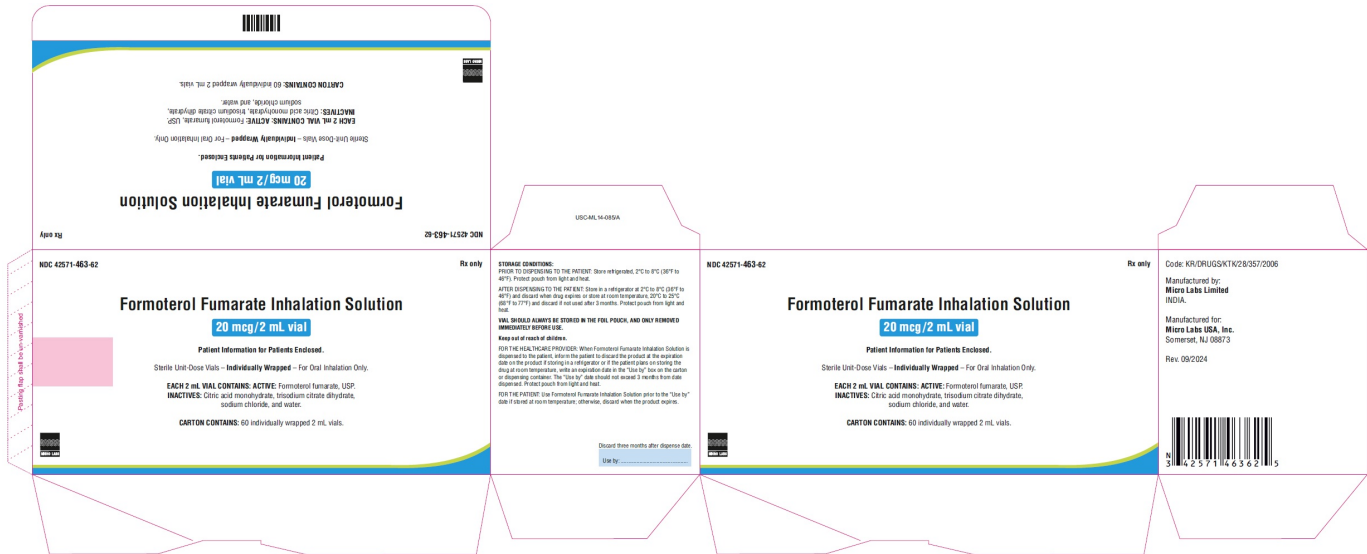 Rx only
NDC 42571-463-62
Formoterol Fumarate Inhalation Solution
20 mcg/2 mL vial
Patient Information for Patients Enclosed.
Sterile Unit-Dose Vials – Individually Wrapped – For Oral Inhalation Only.
EACH 2 mL VIAL CONTAINS: ACTIVE: Formoterol fumarate, USP.
INACTIVES: Citric acid monohydrate, trisodium citrate dihydrate,
sodium chloride, and water.
CARTON CONTAINS: 60 individually wrapped 2 mL vials.
MICRO LABS
Pasting flap shall be un-varnished
NDC 42571-463-62
Rx only
Formoterol Fumarate Inhalation Solution
20 mcg/2 mL vial
Patient Information for Patients Enclosed.
Sterile Unit-Dose Vials – Individually Wrapped – For Oral Inhalation Only.
EACH 2 mL VIAL CONTAINS: ACTIVE: Formoterol fumarate, USP.
INACTIVES: Citric acid monohydrate, trisodium citrate dihydrate,
sodium chloride, and water.
CARTON CONTAINS: 60 individually wrapped 2 mL vials.
MICRO LABS
USC-ML14-085/A
STORAGE CONDITIONS:
PRIOR TO DISPENSING TO THE PATIENT: Store refrigerated, 2°C to 8°C (36°F to
46°F). Protect pouch from light and heat.
AFTER DISPENSING TO THE PATIENT: Store in a refrigerator at 2°C to 8°C (36°F to
46°F) and discard when drug expires or store at room temperature, 20°C to 25°C
(68°F to 77°F) and discard if not used after 3 months. Protect pouch from light and
heat.
VIAL SHOULD ALWAYS BE STORED IN THE FOIL POUCH, AND ONLY REMOVED
IMMEDIATELY BEFORE USE.
Keep out of reach of children.
FOR THE HEALTHCARE PROVIDER: When Formoterol Fumarate Inhalation Solution is
dispensed to the patient, inform the patient to discard the product at the expiration
date on the product if storing in a refrigerator or if the patient plans on storing the
drug at room temperature, write an expiration date in the "Use by" box on the carton
or dispensing container. The "Use by" date should not exceed 3 months from date
dispensed. Protect pouch from light and heat.
FOR THE PATIENT: Use Formoterol Fumarate Inhalation Solution prior to the "Use by"
date if stored at room temperature; otherwise, discard when the product expires.
Discard three months after dispense date.
Use by: ......................................
NDC 42571-463-62
Rx only
Formoterol Fumarate Inhalation Solution
20 mcg/2 mL vial
Patient Information for Patients Enclosed.
Sterile Unit-Dose Vials – Individually Wrapped – For Oral Inhalation Only.
EACH 2 mL VIAL CONTAINS: ACTIVE: Formoterol fumarate, USP.
INACTIVES: Citric acid monohydrate, trisodium citrate dihydrate,
sodium chloride, and water.
CARTON CONTAINS: 60 individually wrapped 2 mL vials.
MICRO LABS
Code: KR/DRUGS/KTK/28/357/2006
Manufactured by:
Micro Labs Limited
INDIA.
Manufactured for:
Micro Labs USA, Inc.
Somerset, NJ 08873
Rev. 09/2024
N
3 42571 46362 5